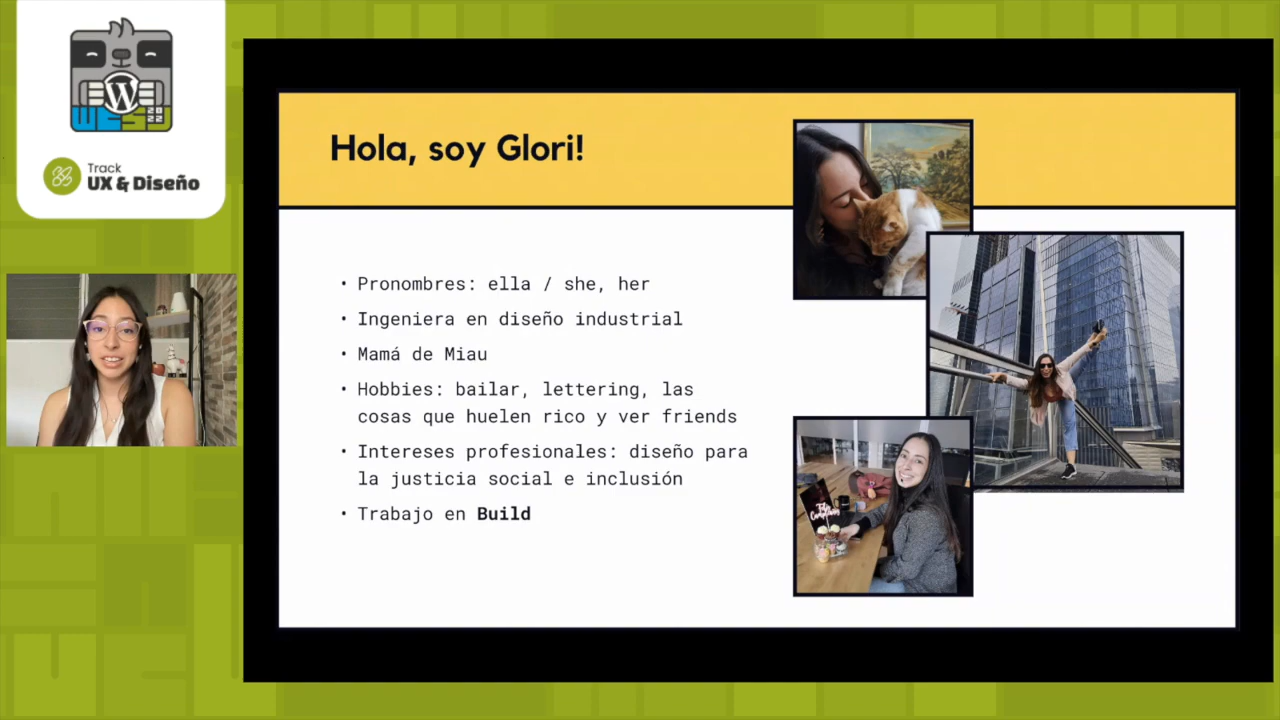 WESJ
2022
Track
UX & Diseño
Hola, soy Glori!
• Pronombres: ella / she, her
• Ingeniera en diseño industrial
• Mamá de Miau
• Hobbies: bailar, lettering, las
cosas que huelen rico y ver friends
• Intereses profesionales: diseño para
la justicia social e inclusión
• Trabajo en Build